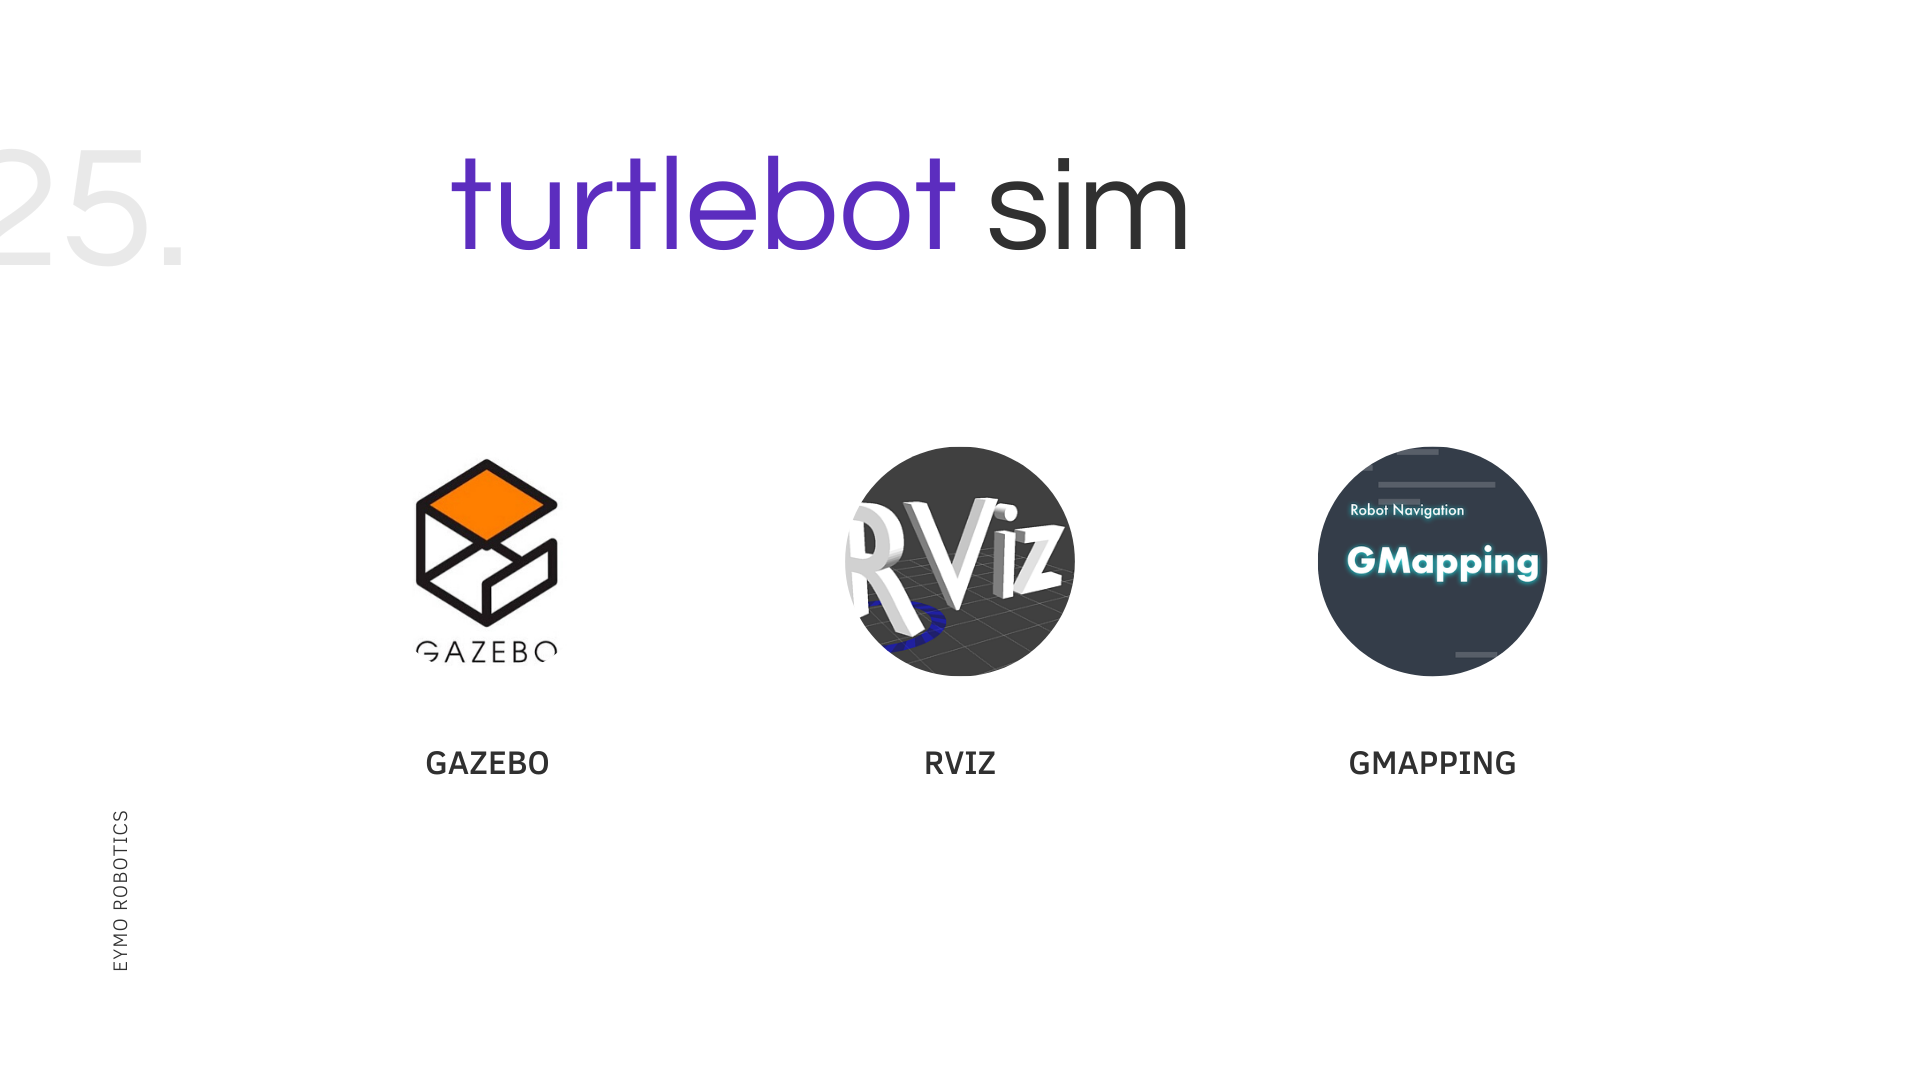 25.
turtlebot sim
GAZEBO
RViz
Robot Navigation
GMapping
GAZEBO
RVIZ
GMAPPING
EYMO ROBOTICS